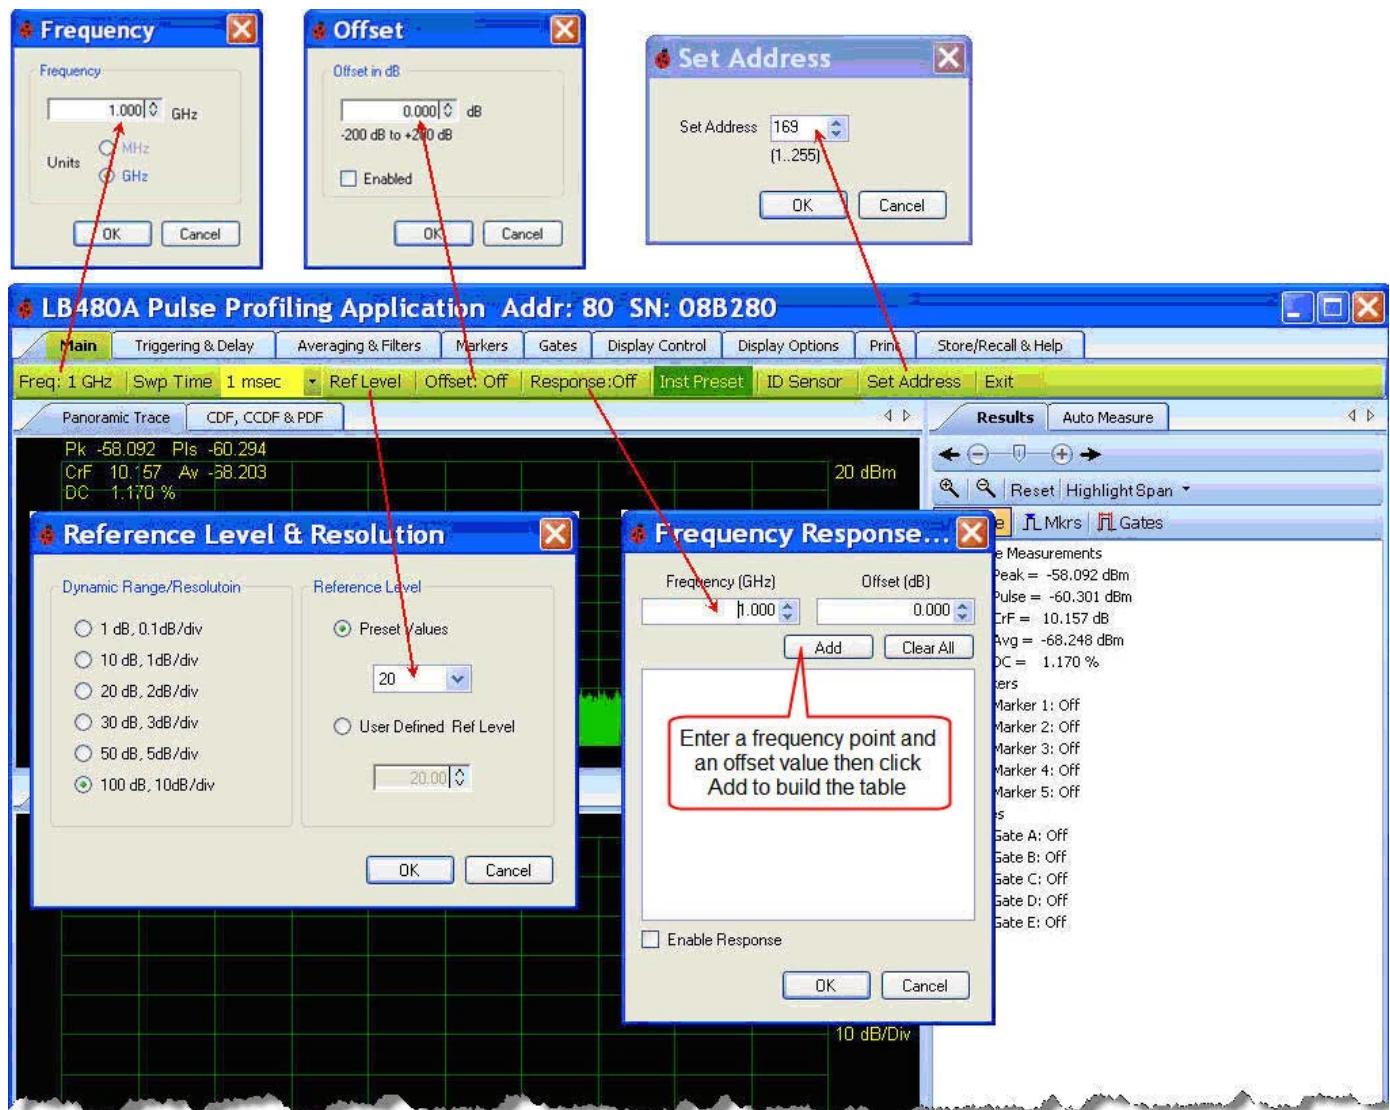 Frequency
Frequency
1.000 GHz
Units
MHz
GHz
OK Cancel
Offset
Offset in dB
0.000 dB
-200 dB to +200 dB
Enabled
OK Cancel
Set Address
Set Address 169
(1..255)
OK Cancel
LB480A Pulse Profiling Application Addr: 80 SN: 08B280
Main Triggering & Delay Averaging & Filters Markers Gates Display Control Display Options Print Store/Recall & Help
Freq: 1 GHz Swp Time 1 msec Ref Level Offset: Off Response:Off Inst Preset ID Sensor Set Address Exit
Panoramic Trace CDF, CCDF & PDF
Pk -58.092 Pls -60.294
CrF 10.157 Av -68.203
DC 1.170 %
20 dBm
Reference Level & Resolution
Dynamic Range/Resolutoin
1 dB, 0.1dB/div
10 dB, 1dB/div
20 dB, 2dB/div
30 dB, 3dB/div
50 dB, 5dB/div
100 dB, 10dB/div
Reference Level
Preset Values
20
User Defined Ref Level
20.00
OK Cancel
Frequency Response...
Frequency (GHz) Offset (dB)
1.000 0.000
Add Clear All
Enter a frequency point and
an offset value then click
Add to build the table
Enable Response
OK Cancel
10 dB/Div
Results Auto Measure
Reset Highlight Span
Mkrs Gates
e Measurements
Peak = -58.092 dBm
Pulse = -60.301 dBm
CrF = 10.157 dB
Avg = -68.248 dBm
DC = 1.170 %
kers
Marker 1: Off
Marker 2: Off
Marker 3: Off
Marker 4: Off
Marker 5: Off
s
Gate A: Off
Gate B: Off
Gate C: Off
Gate D: Off
Gate E: Off